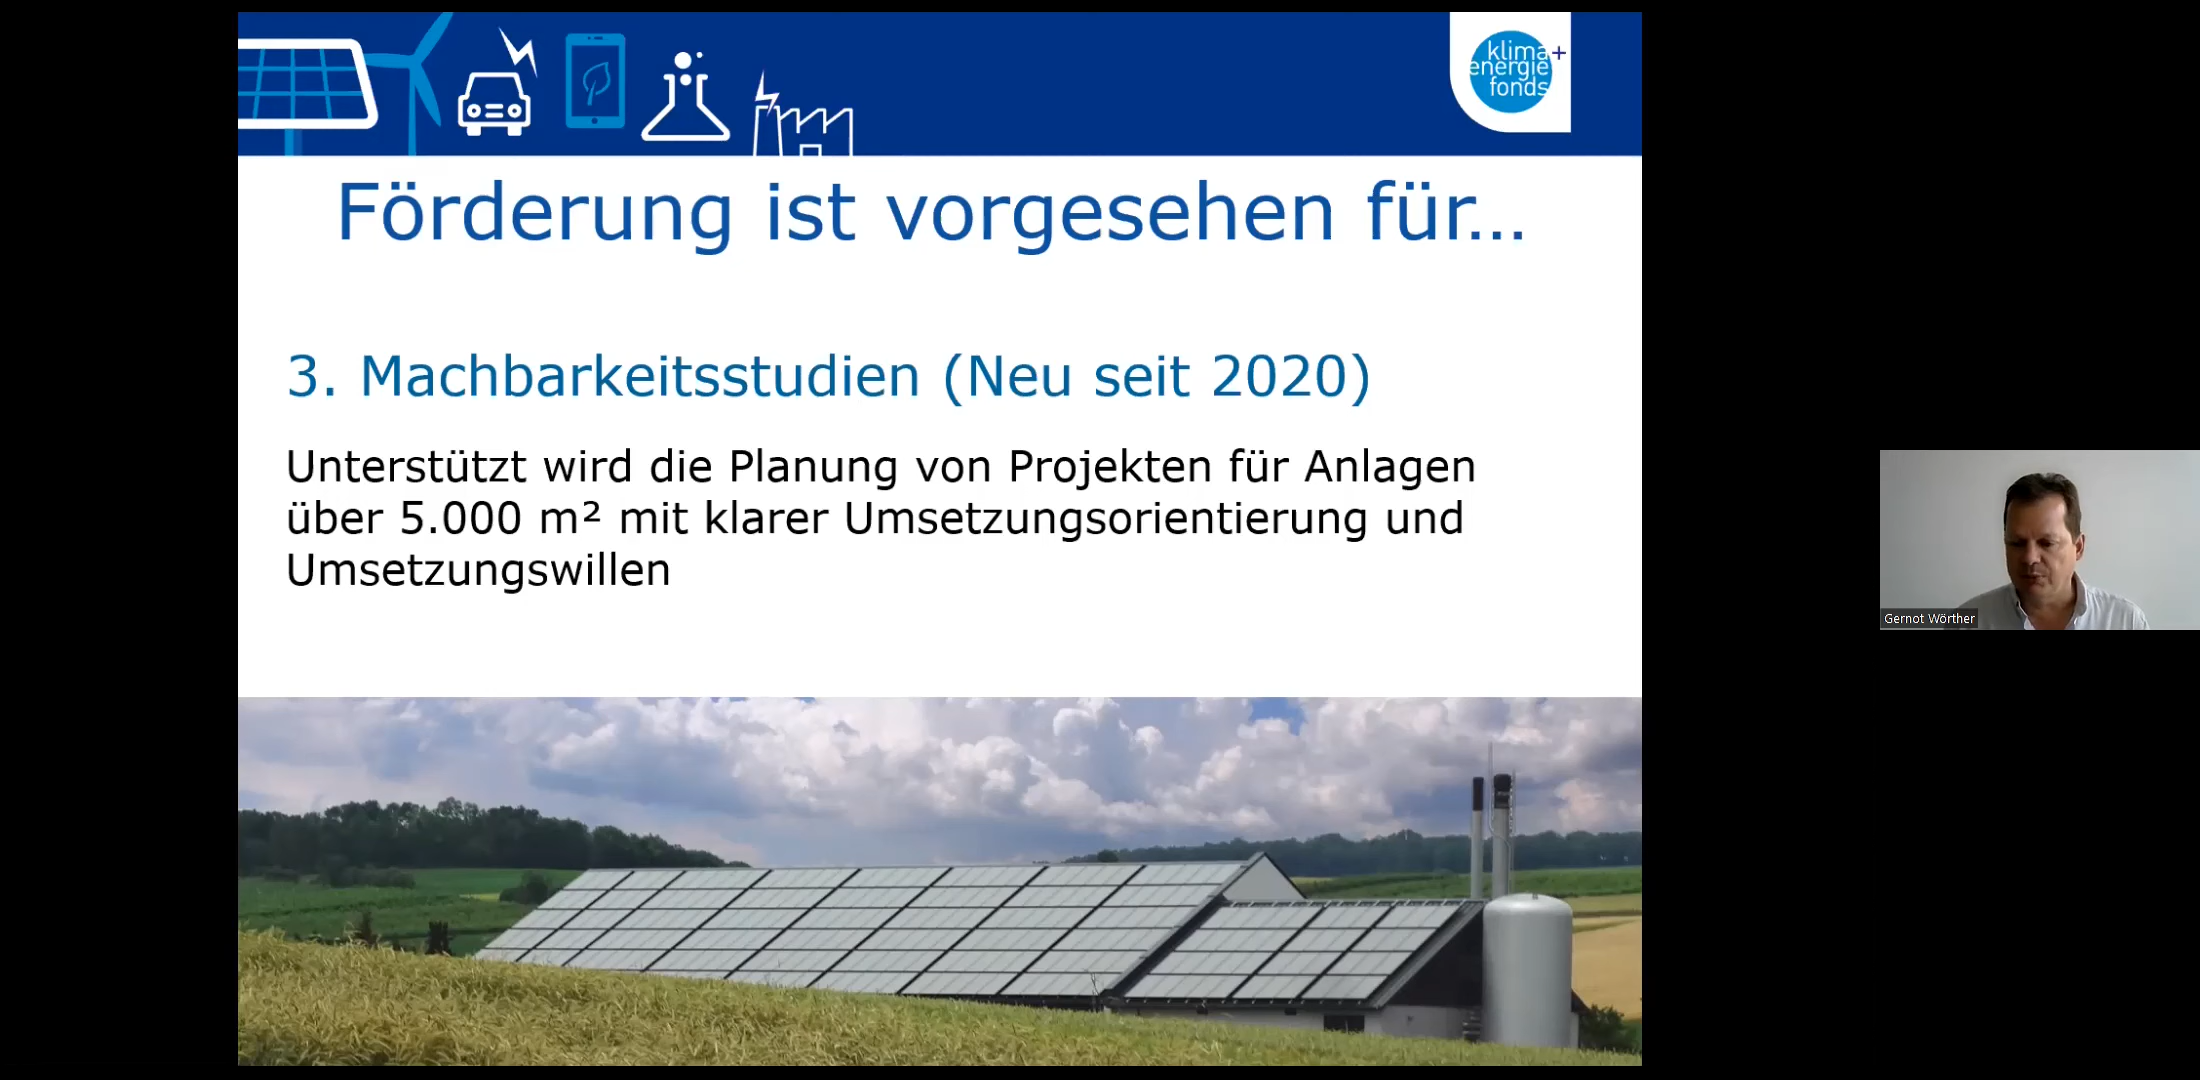 klima+
energie
fonds
Förderung ist vorgesehen für…
3. Machbarkeitsstudien (Neu seit 2020)
Unterstützt wird die Planung von Projekten für Anlagen
über 5.000 m² mit klarer Umsetzungsorientierung und
Umsetzungswillen
Gernot Wörther